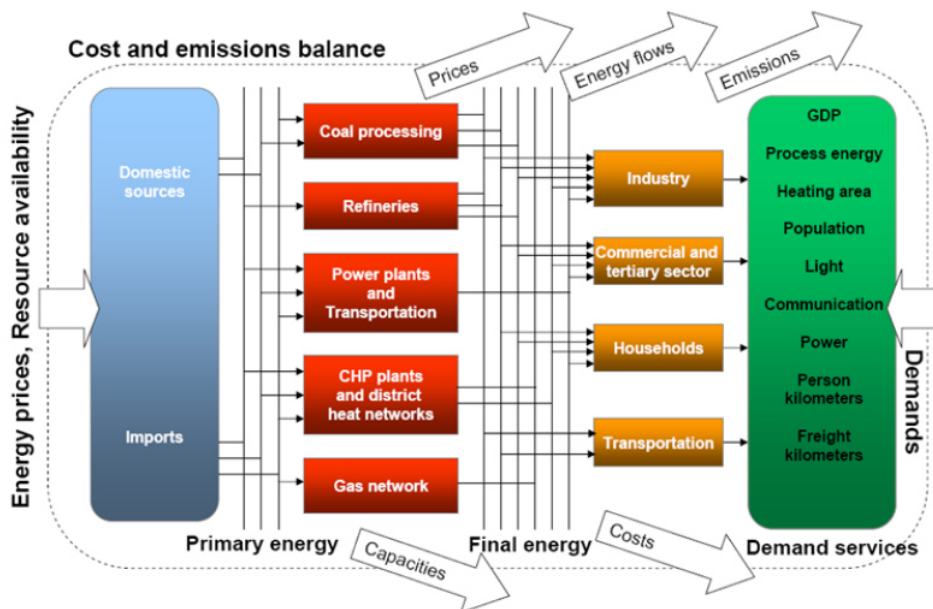 Cost and emissions balance
Prices
Energy flows
Emissions
Energy prices, Resource availability
Domestic
sources
Imports
Primary energy
Coal processing
Refineries
Power plants
and
Transportation
CHP plants
and district
heat networks
Gas network
Capacities
Final energy
Industry
Commercial and
tertiary sector
Households
Transportation
Costs
GDP
Process energy
Heating area
Population
Light
Communication
Power
Person
kilometers
Freight
kilometers
Demand services
Demands